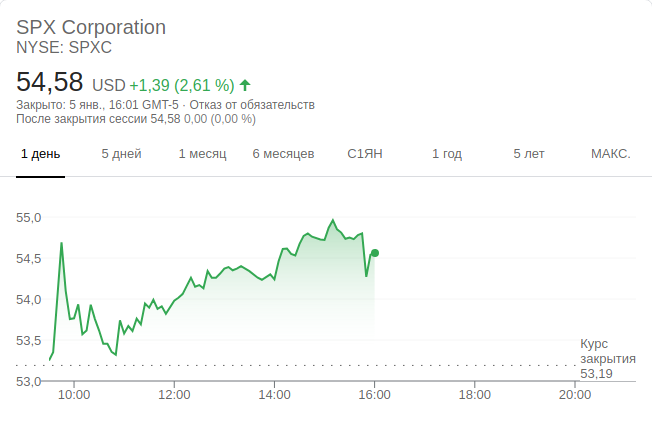 SPX Corporation
NYSE: SPXC
54,58 USD +1,39 (2,61 %)
Закрыто: 5 янв., 16:01 GMT-5 · Отказ от обязательств
После закрытия сессии 54,58 0,00 (0,00 %)
1 день 5 дней 1 месяц 6 месяцев С1ЯН 1 год 5 лет МАКС.
55,0
54,5
54,0
53,5
Курс
закрытия
53,19
53,0
10:00 12:00 14:00 16:00 18:00 20:00